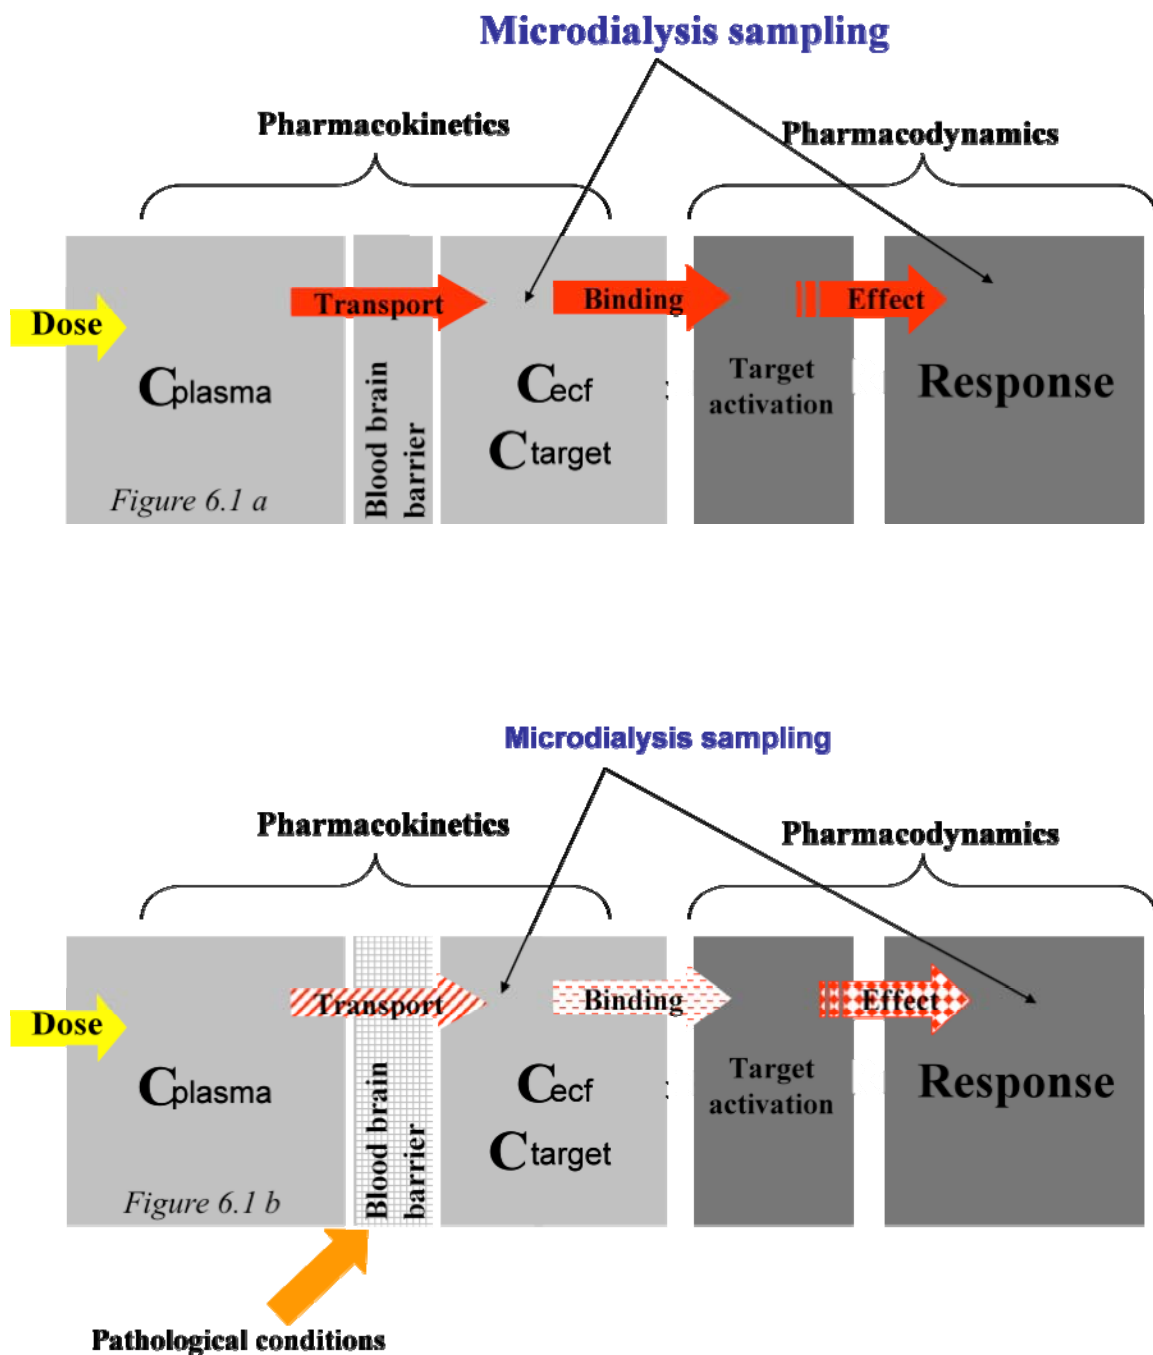 Microdialysis sampling
Pharmacokinetics
Pharmacodynamics
Dose
Transport
Binding
Effect
Cplasma
Blood brain
barrier
Cecf
Ctarget
Target
activation
Response
Figure 6.1 a
Microdialysis sampling
Pharmacokinetics
Pharmacodynamics
Dose
Transport
Binding
Effect
Cplasma
Blood brain
barrier
Cecf
Ctarget
Target
activation
Response
Figure 6.1 b
Pathological conditions